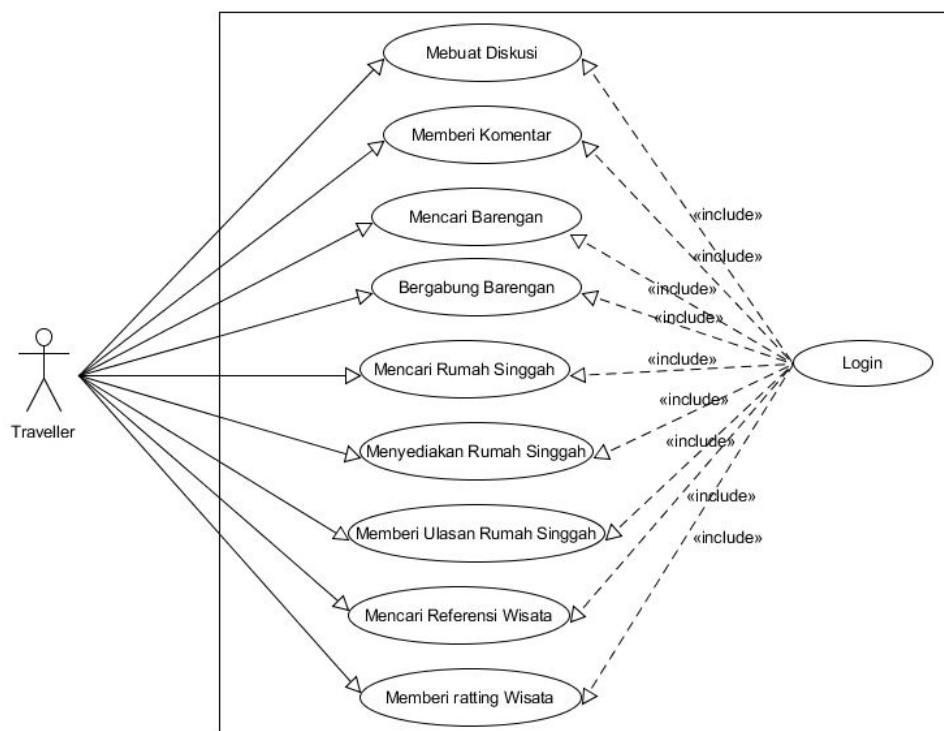 Mebuat Diskusi
Memberi Komentar
Mencari Barengan
«include»
«include»
Bergabung Barengan
«include»
«include»
Traveller
Mencari Rumah Singgah
«include»
Login
«include»
Menyediakan Rumah Singgah
«include»
Memberi Ulasan Rumah Singgah
«include»
«include»
Mencari Referensi Wisata
Memberi ratting Wisata